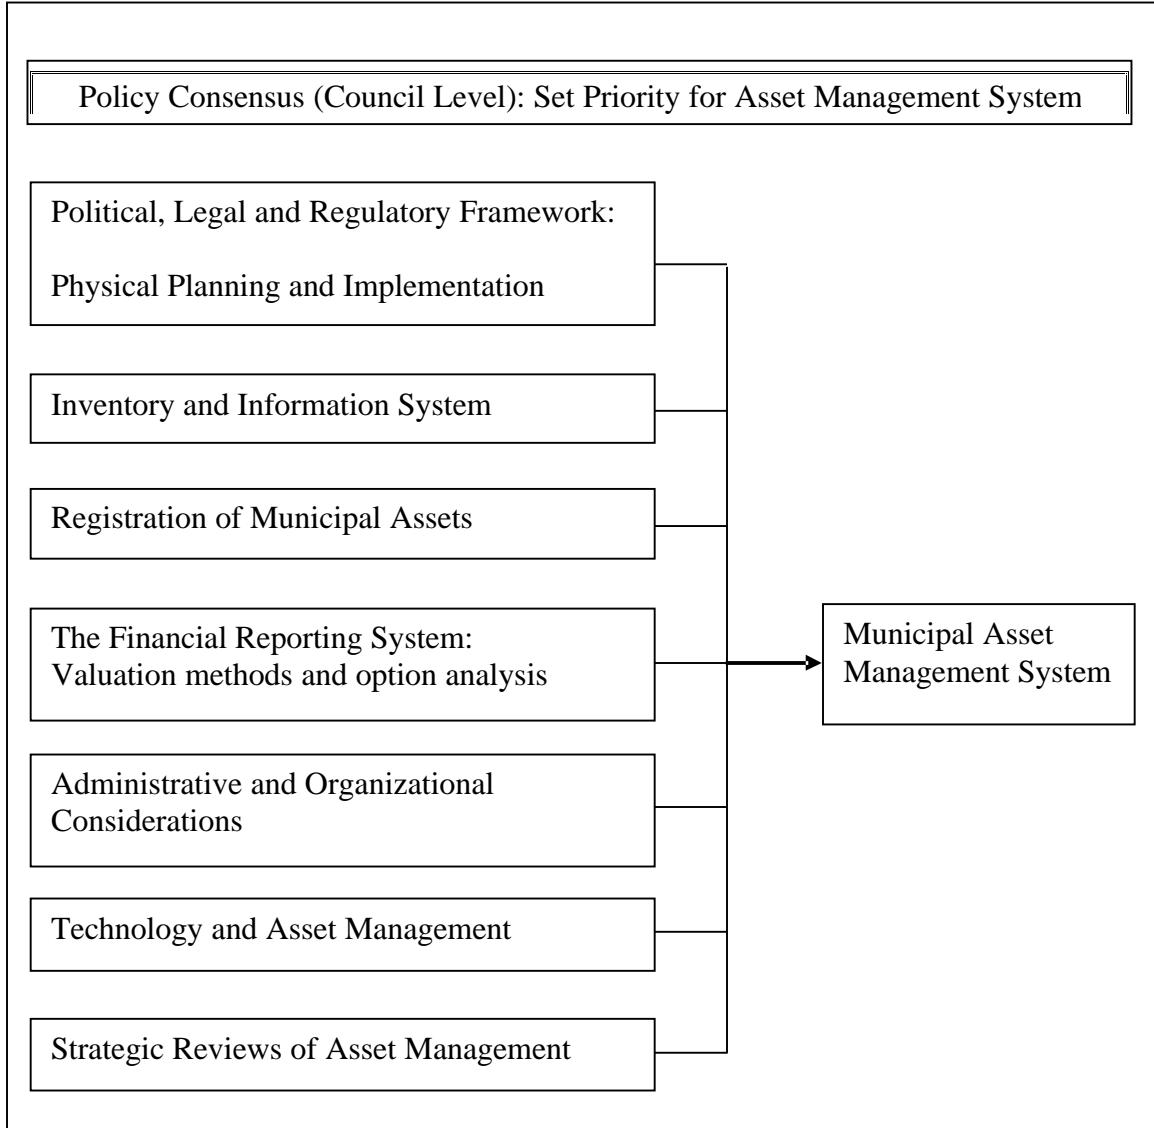 Policy Consensus (Council Level): Set Priority for Asset Management System
Political, Legal and Regulatory Framework:
Physical Planning and Implementation
Inventory and Information System
Registration of Municipal Assets
The Financial Reporting System:
Valuation methods and option analysis
Municipal Asset
Management System
Administrative and Organizational
Considerations
Technology and Asset Management
Strategic Reviews of Asset Management